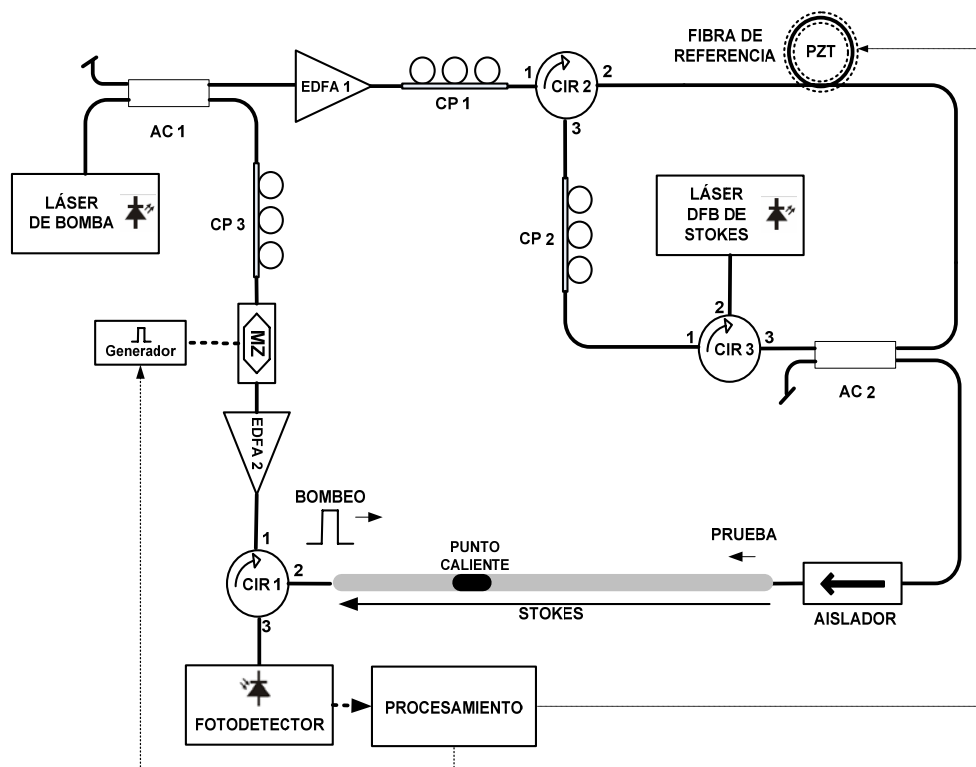 FIBRA DE
REFERENCIA
PZT
EDFA 1
CP 1
1
CIR 2
2
3
AC 1
LÁSER
DE BOMBA
CP 3
CP 2
LÁSER
DFB DE
STOKES
2
1
CIR 3
3
AC 2
Generador
MZ
EDFA 2
BOMBEO
1
CIR 1
2
3
PUNTO
CALIENTE
PRUEBA
STOKES
AISLADOR
FOTODETECTOR
PROCESAMIENTO